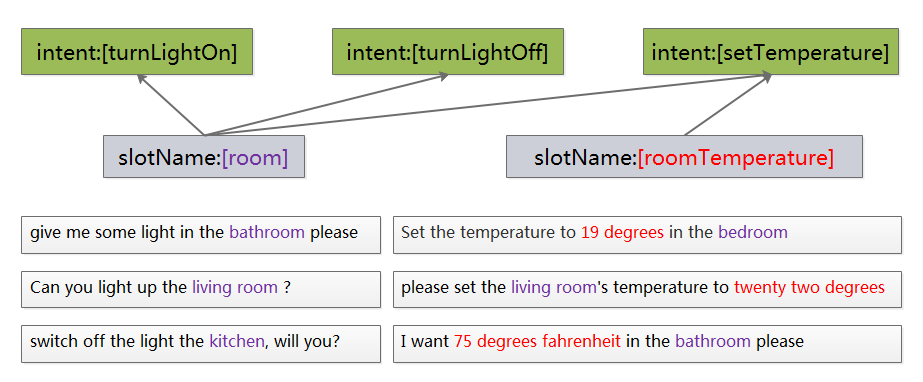 intent:[turnLightOn]
intent:[turnLightOff]
intent:[setTemperature]
slotName:[room]
slotName:[roomTemperature]
give me some light in the bathroom please
Set the temperature to 19 degrees in the bedroom
Can you light up the living room ?
please set the living room's temperature to twenty two degrees
switch off the light the kitchen, will you?
I want 75 degrees fahrenheit in the bathroom please